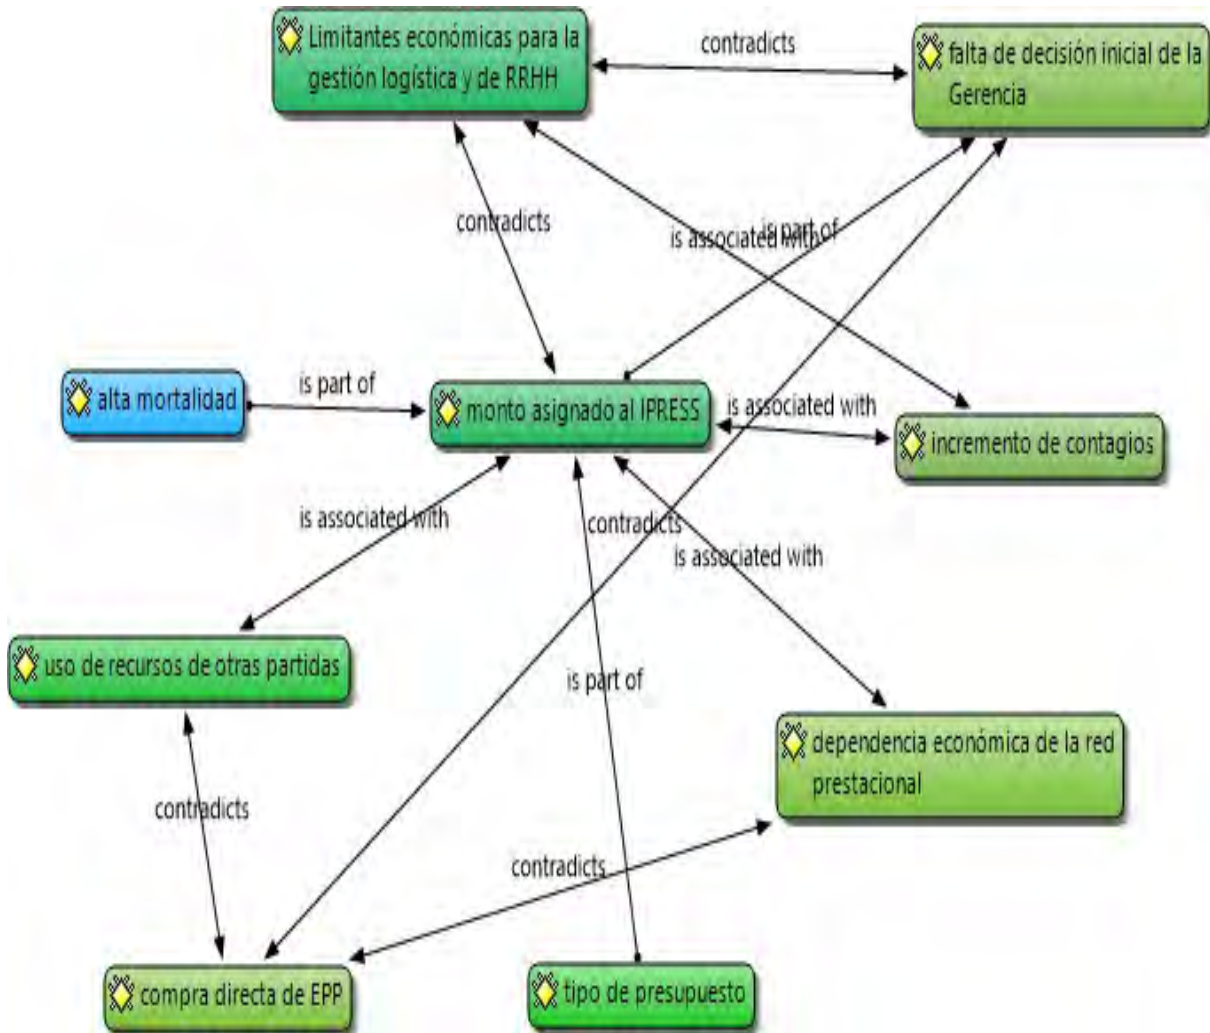 Limitantes económicas para la
gestión logística y de RRHH
contradicts
falta de decisión inicial de la
Gerencia
contradicts
is associated with
is part of
alta mortalidad
is part of
monto asignado al IPRESS
is associated with
incremento de contagios
is associated with
contradicts
is associated with
uso de recursos de otras partidas
is part of
dependencia económica de la red
prestacional
contradicts
contradicts
compra directa de EPP
tipo de presupuesto